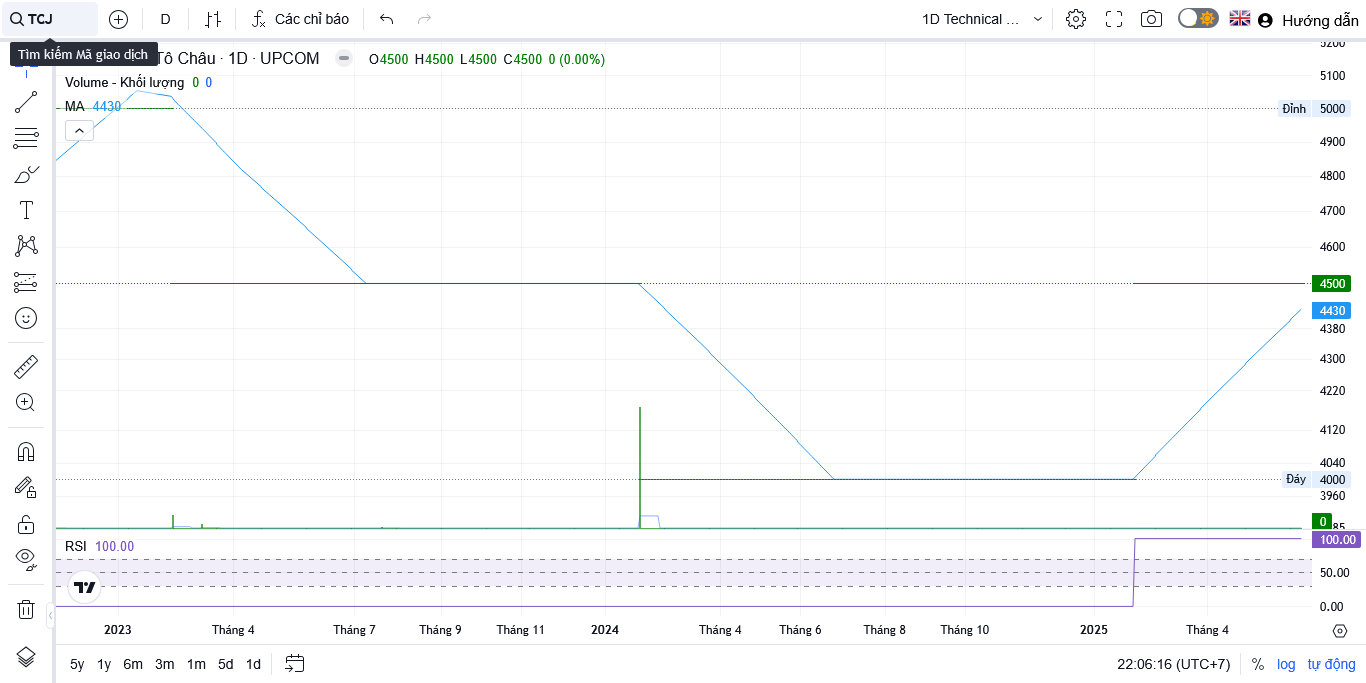 TCJ D Các chỉ báo 1D Technical ... Hướng dẫn
Tìm kiếm Mã giao dịch
Tô Châu · 1D · UPCOM O4500 H4500 L4500 C4500 0 (0.00%)
Volume - Khối lượng 0 0
MA 4430
5200
5100
Đỉnh 5000
4900
4800
4700
4600
4500
4430
4380
4300
4220
4120
4040
Đáy 4000
3960
0
85
RSI 100.00
100.00
50.00
0.00
2023 Tháng 4 Tháng 7 Tháng 9 Tháng 11 2024 Tháng 4 Tháng 6 Tháng 8 Tháng 10 2025 Tháng 4
5y 1y 6m 3m 1m 5d 1d 22:06:16 (UTC+7) % log tự động